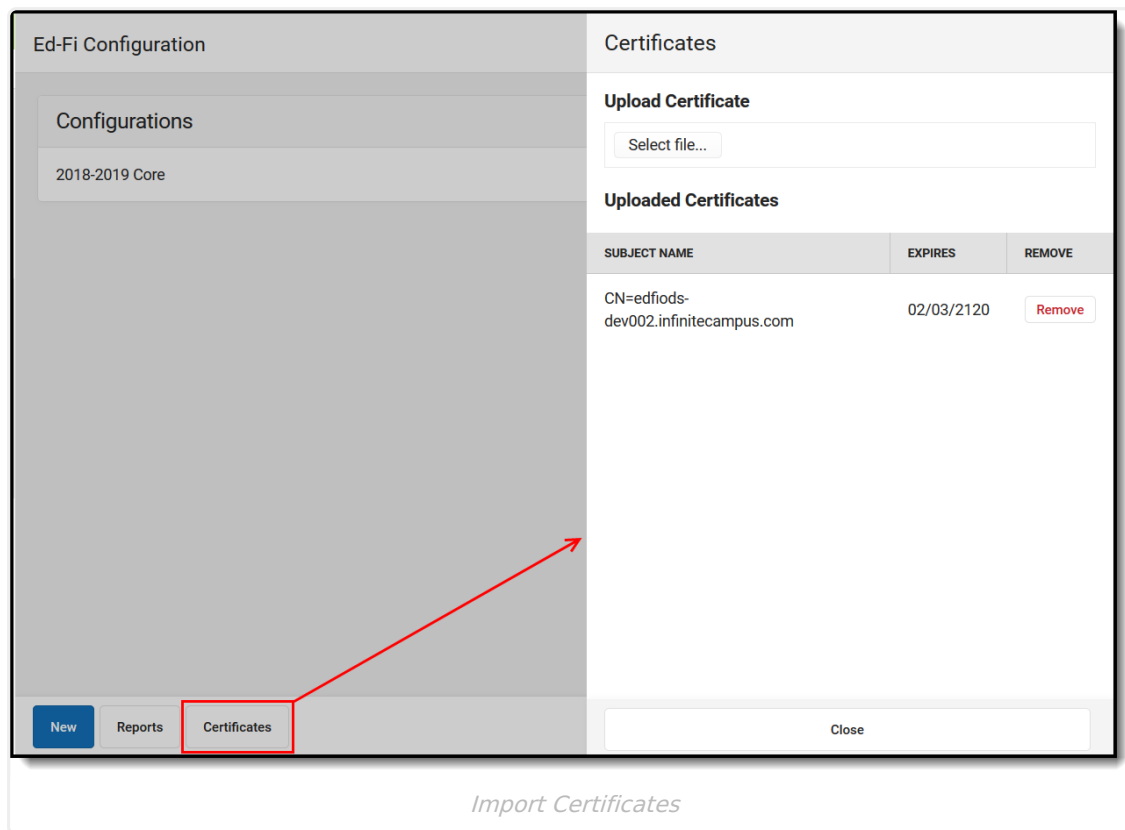 Ed-Fi Configuration
Configurations
2018-2019 Core
New
Reports
Certificates
Certificates
Upload Certificate
Select file...
Uploaded Certificates
SUBJECT NAME
EXPIRES
REMOVE
CN=edfiods-
dev002.infinitecampus.com
02/03/2120
Remove
Close
Import Certificates